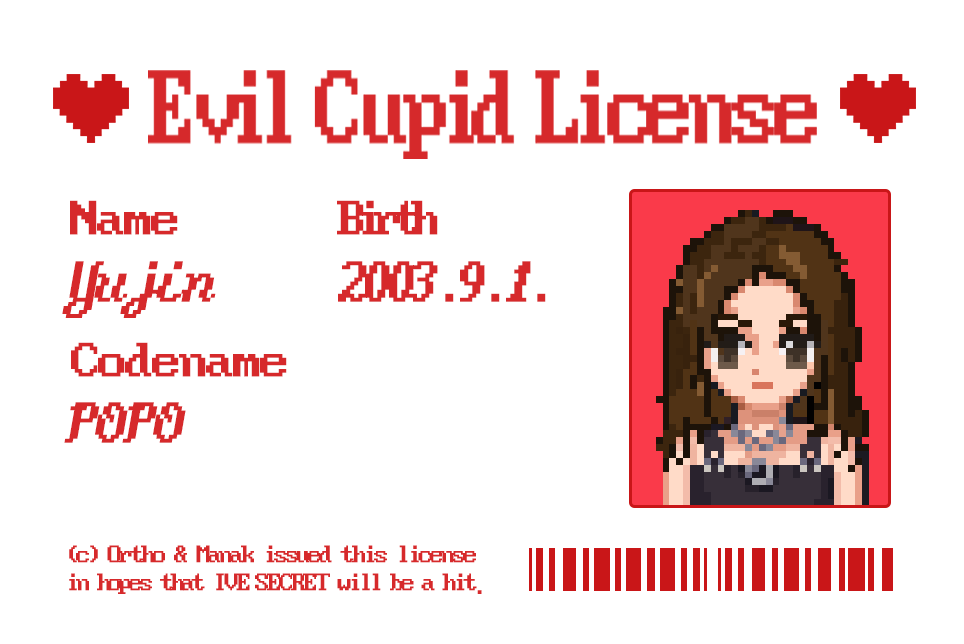 Evil Cupid License
Name
Yujin
Birth
2003.9.1.
Codename
POPO
(c) Ortho & Manak issued this license
in hopes that IVE SECRET will be a hit.